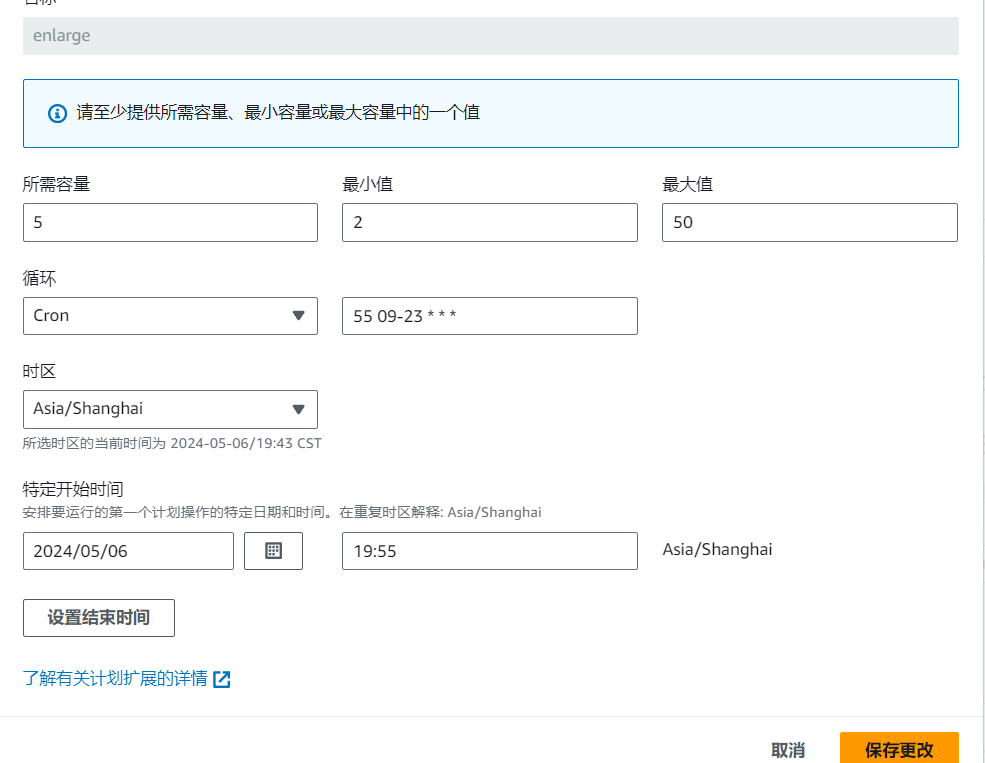 enlarge
请至少提供所需容量、最小容量或最大容量中的一个值
所需容量 最小值 最大值
5 2 50
循环
Cron 55 09-23 * * *
时区
Asia/Shanghai
所选时区的当前时间为 2024-05-06/19:43 CST
特定开始时间
安排要运行的第一个计划操作的特定日期和时间。在重复时区解释: Asia/Shanghai
2024/05/06 19:55 Asia/Shanghai
设置结束时间
了解有关计划扩展的详情
取消 保存更改